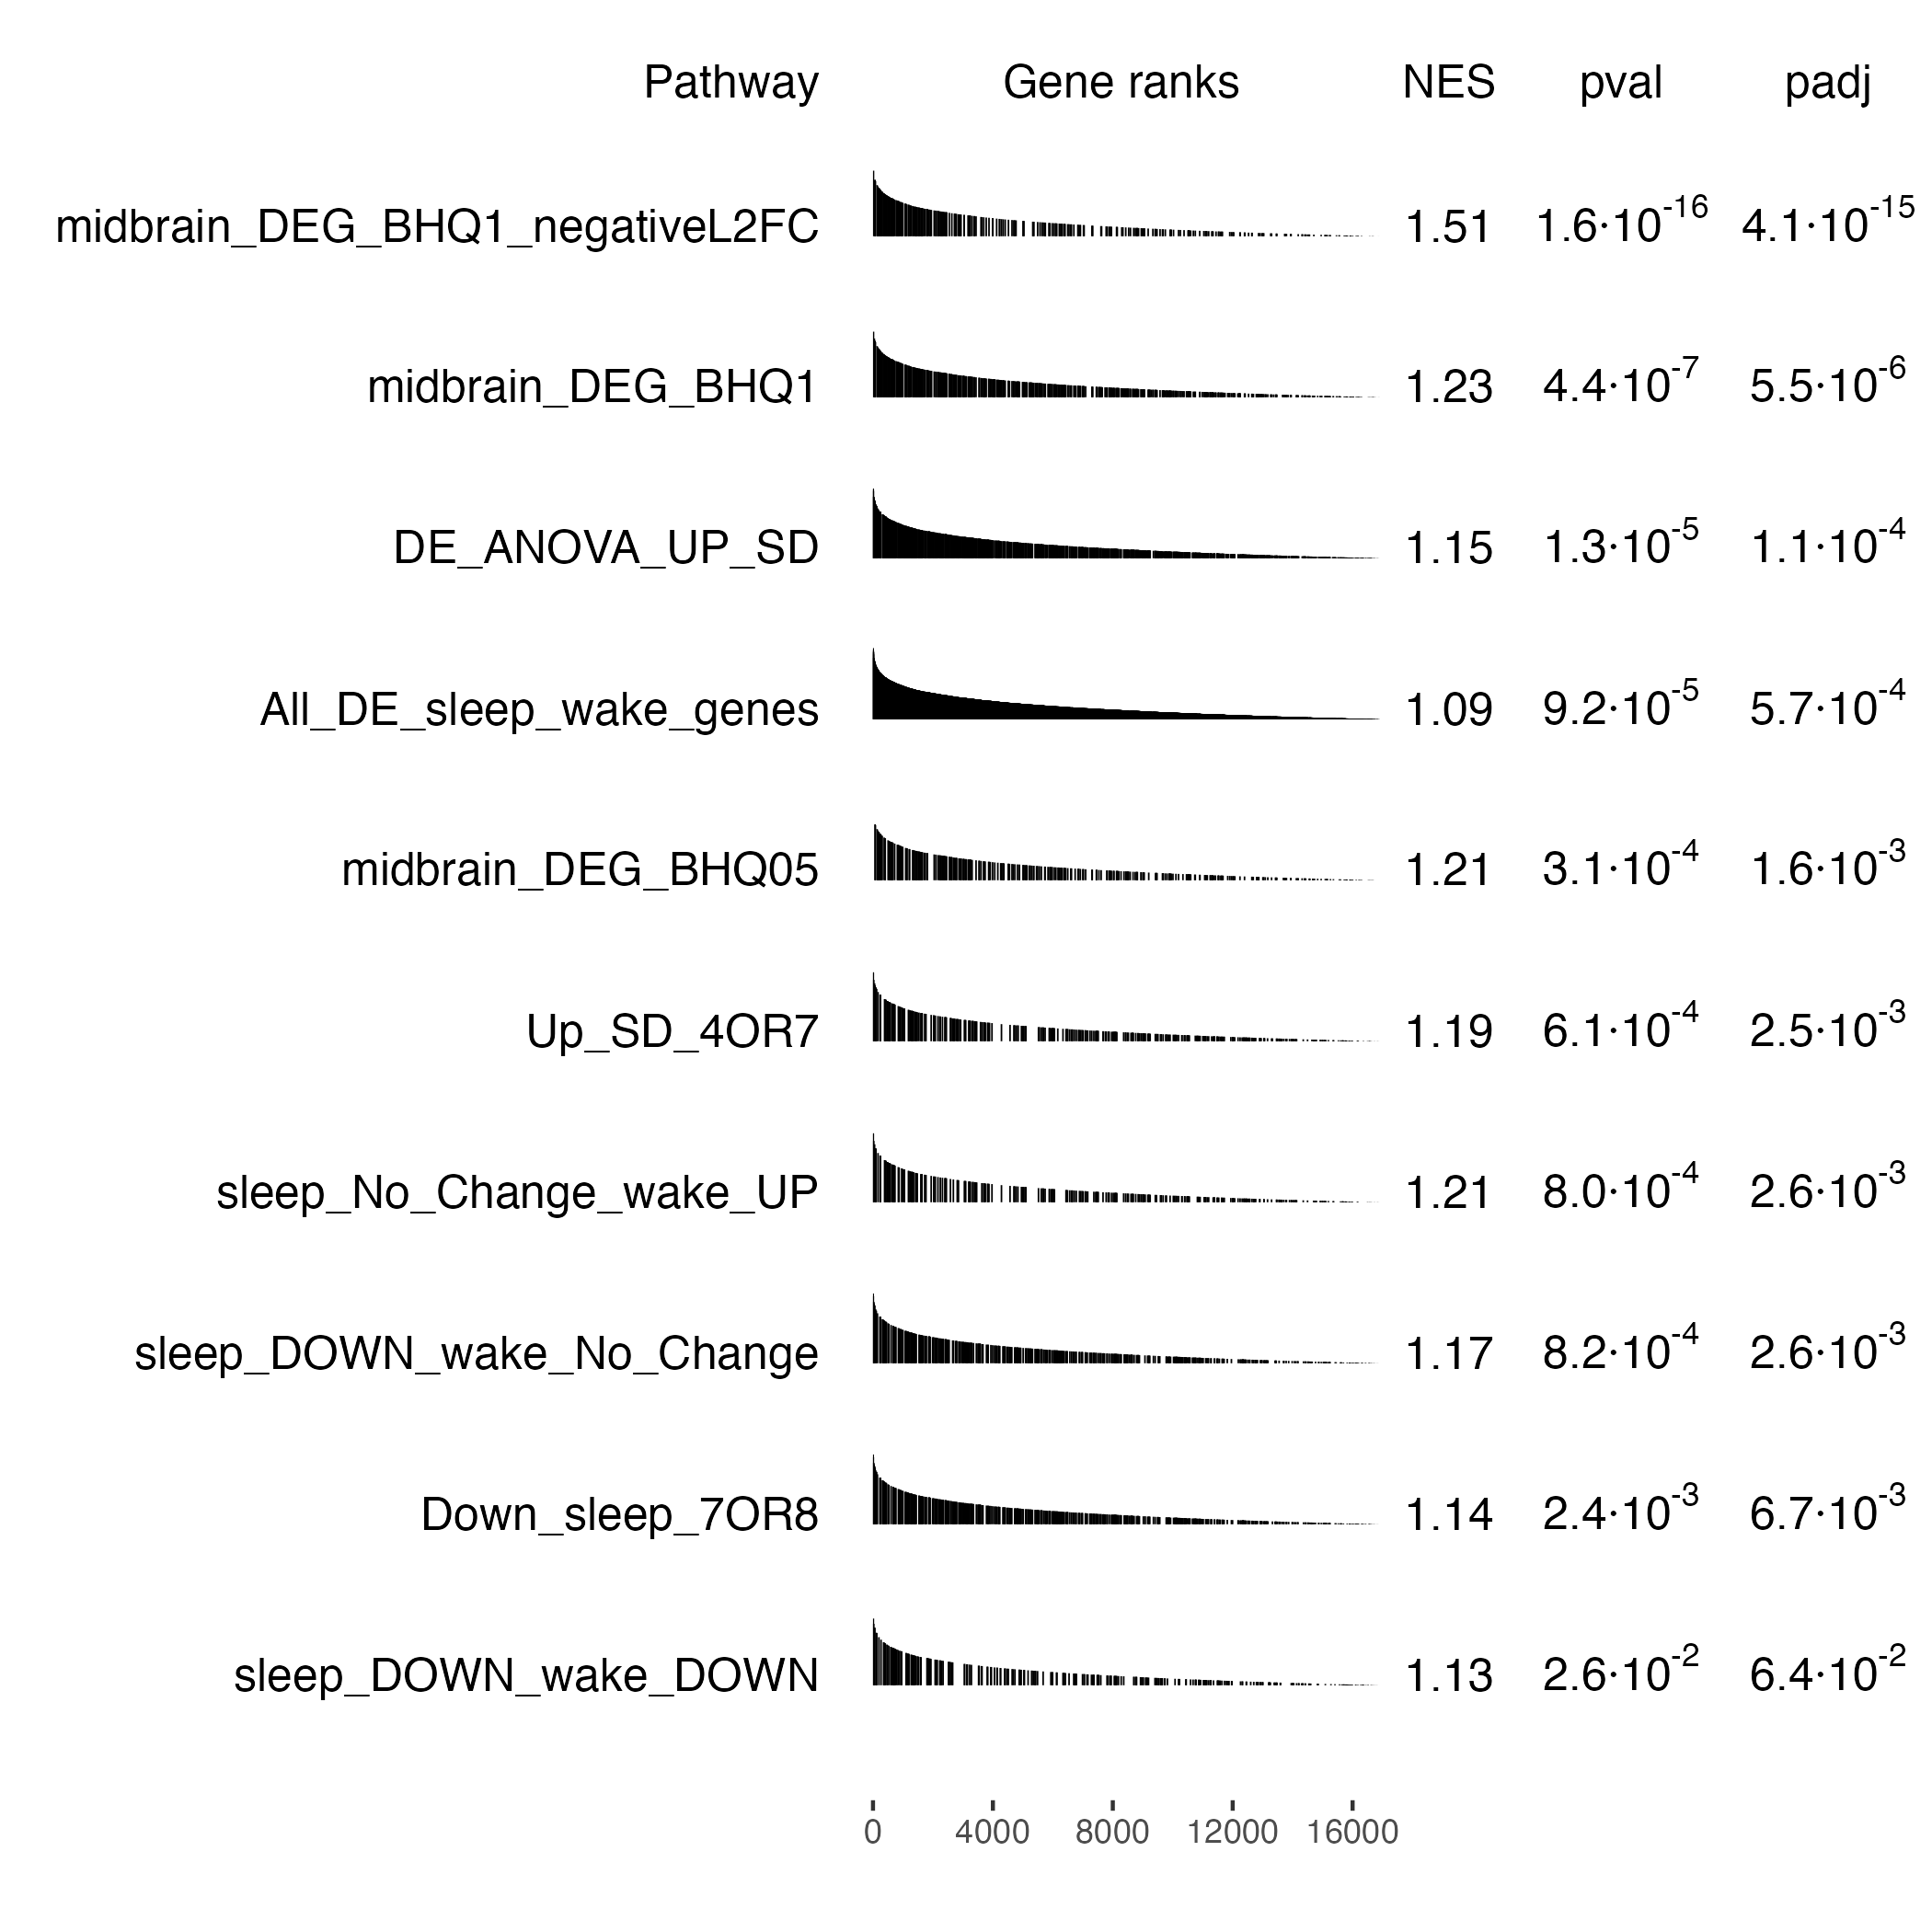 Pathway Gene ranks NES pval padj
midbrain_DEG_BHQ1_negativeL2FC 1.51 1.6·10⁻¹⁶ 4.1·10⁻¹⁵
midbrain_DEG_BHQ1 1.23 4.4·10⁻⁷ 5.5·10⁻⁶
DE_ANOVA_UP_SD 1.15 1.3·10⁻⁵ 1.1·10⁻⁴
All_DE_sleep_wake_genes 1.09 9.2·10⁻⁵ 5.7·10⁻⁴
midbrain_DEG_BHQ05 1.21 3.1·10⁻⁴ 1.6·10⁻³
Up_SD_4OR7 1.19 6.1·10⁻⁴ 2.5·10⁻³
sleep_No_Change_wake_UP 1.21 8.0·10⁻⁴ 2.6·10⁻³
sleep_DOWN_wake_No_Change 1.17 8.2·10⁻⁴ 2.6·10⁻³
Down_sleep_7OR8 1.14 2.4·10⁻³ 6.7·10⁻³
sleep_DOWN_wake_DOWN 1.13 2.6·10⁻² 6.4·10⁻²
0 4000 8000 12000 16000